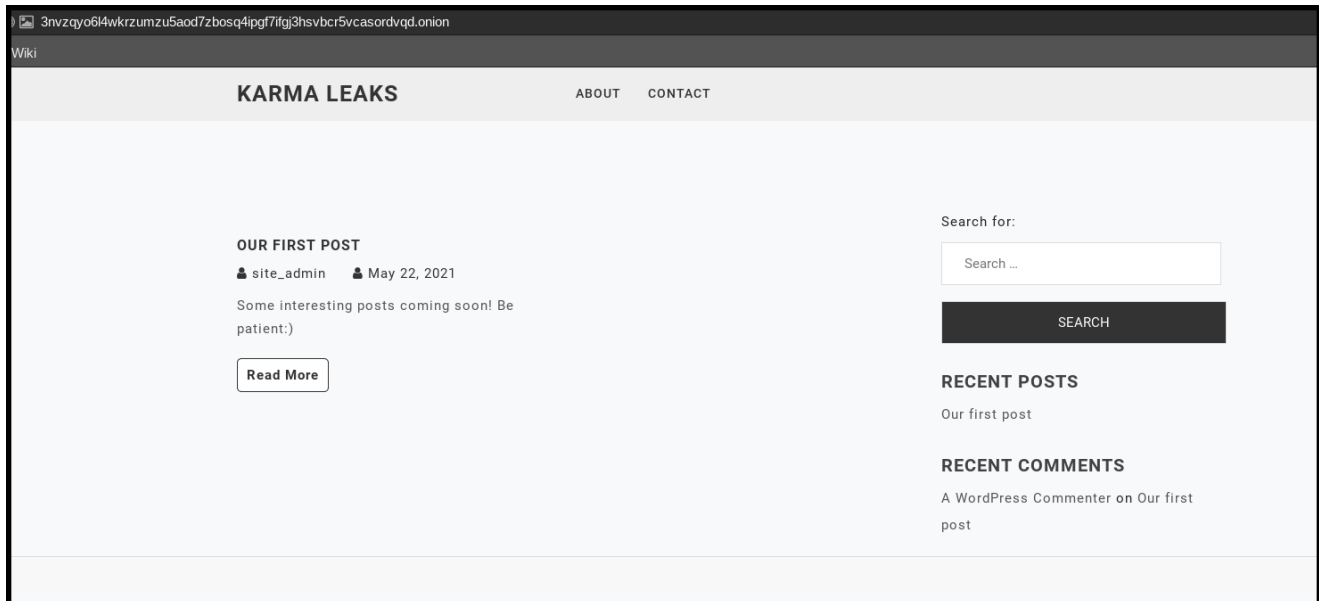 3nvzqyo6l4wkrzumzu5aod7zbosq4ipgf7ifgj3hsvbcr5vcasordvqd.onion
Wiki
KARMA LEAKS
ABOUT
CONTACT
OUR FIRST POST
site_admin
May 22, 2021
Some interesting posts coming soon! Be
patient:)
Read More
Search for:
Search …
SEARCH
RECENT POSTS
Our first post
RECENT COMMENTS
A WordPress Commenter on Our first
post